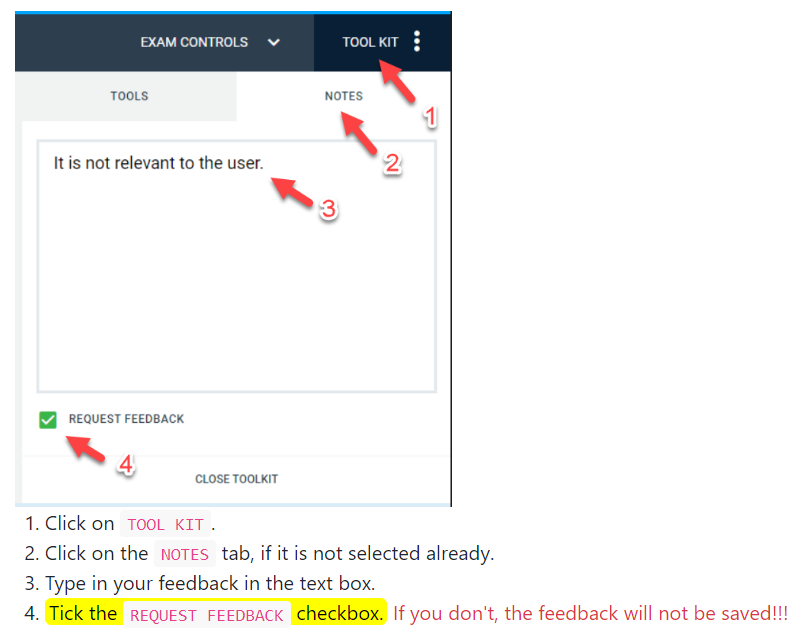 EXAM CONTROLS TOOL KIT
TOOLS NOTES
1
2
It is not relevant to the user.
3
REQUEST FEEDBACK
4
CLOSE TOOLKIT
1. Click on TOOL KIT .
2. Click on the NOTES tab, if it is not selected already.
3. Type in your feedback in the text box.
4. Tick the REQUEST FEEDBACK checkbox. If you don't, the feedback will not be saved!!!